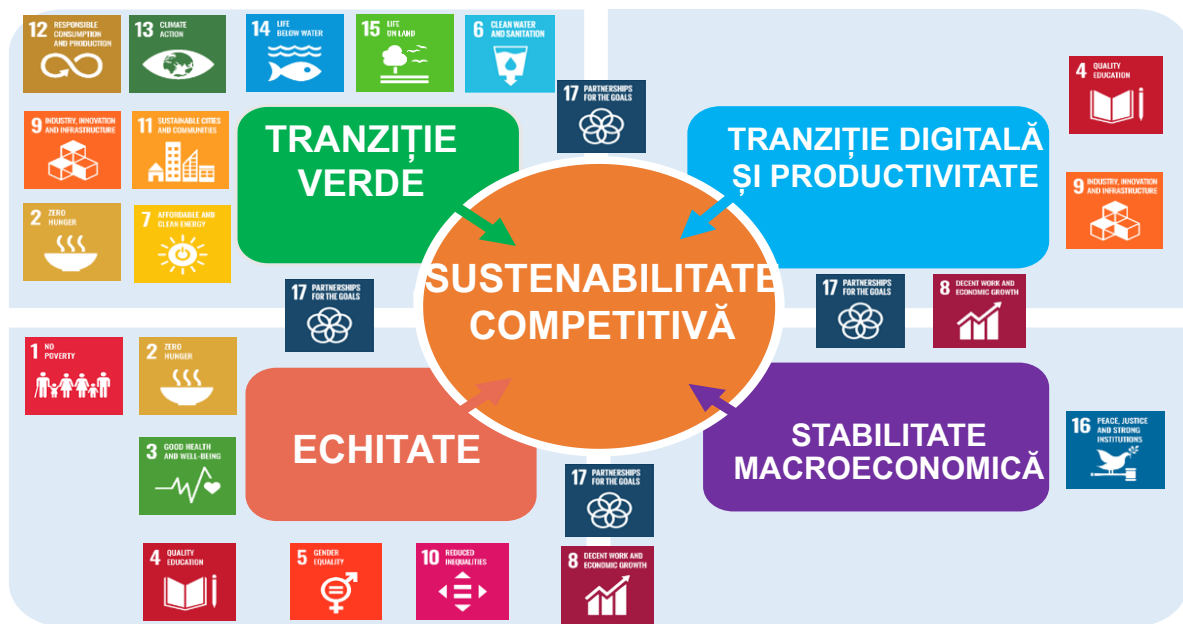 12 RESPONSIBLE
CONSUMPTION
AND PRODUCTION
13 CLIMATE
ACTION
14 LIFE
BELOW WATER
15 LIFE
ON LAND
6 CLEAN WATER
AND SANITATION
17 PARTNERSHIPS
FOR THE GOALS
4 QUALITY
EDUCATION
9 INDUSTRY, INNOVATION
AND INFRASTRUCTURE
11 SUSTAINABLE CITIES
AND COMMUNITIES
TRANZIȚIE
VERDE
TRANZIȚIE DIGITALĂ
ȘI PRODUCTIVITATE
9 INDUSTRY, INNOVATION
AND INFRASTRUCTURE
2 ZERO
HUNGER
7 AFFORDABLE AND
CLEAN ENERGY
SUSTENABILITATE
COMPETITIVĂ
17 PARTNERSHIPS
FOR THE GOALS
17 PARTNERSHIPS
FOR THE GOALS
8 DECENT WORK AND
ECONOMIC GROWTH
1 NO
POVERTY
2 ZERO
HUNGER
3 GOOD HEALTH
AND WELL-BEING
ECHITATE
STABILITATE
MACROECONOMICĂ
16 PEACE, JUSTICE
AND STRONG
INSTITUTIONS
17 PARTNERSHIPS
FOR THE GOALS
4 QUALITY
EDUCATION
5 GENDER
EQUALITY
10 REDUCED
INEQUALITIES
8 DECENT WORK AND
ECONOMIC GROWTH